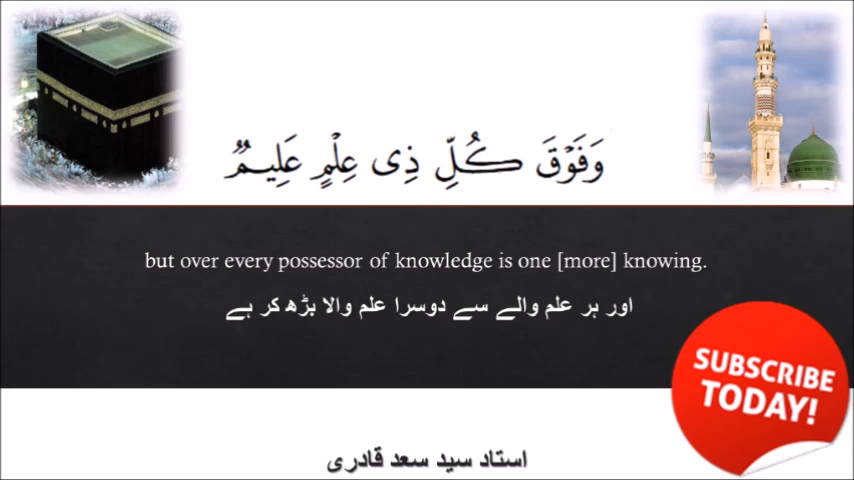 وَفَوْقَ كُلِّ ذِى عِلْمٍ عَلِيمٌ
but over every possessor of knowledge is one [more] knowing.
اور ہر علم والے سے دوسرا علم والا بڑھ کر ہے
SUBSCRIBE
TODAY!
استاد سید سعد قادری